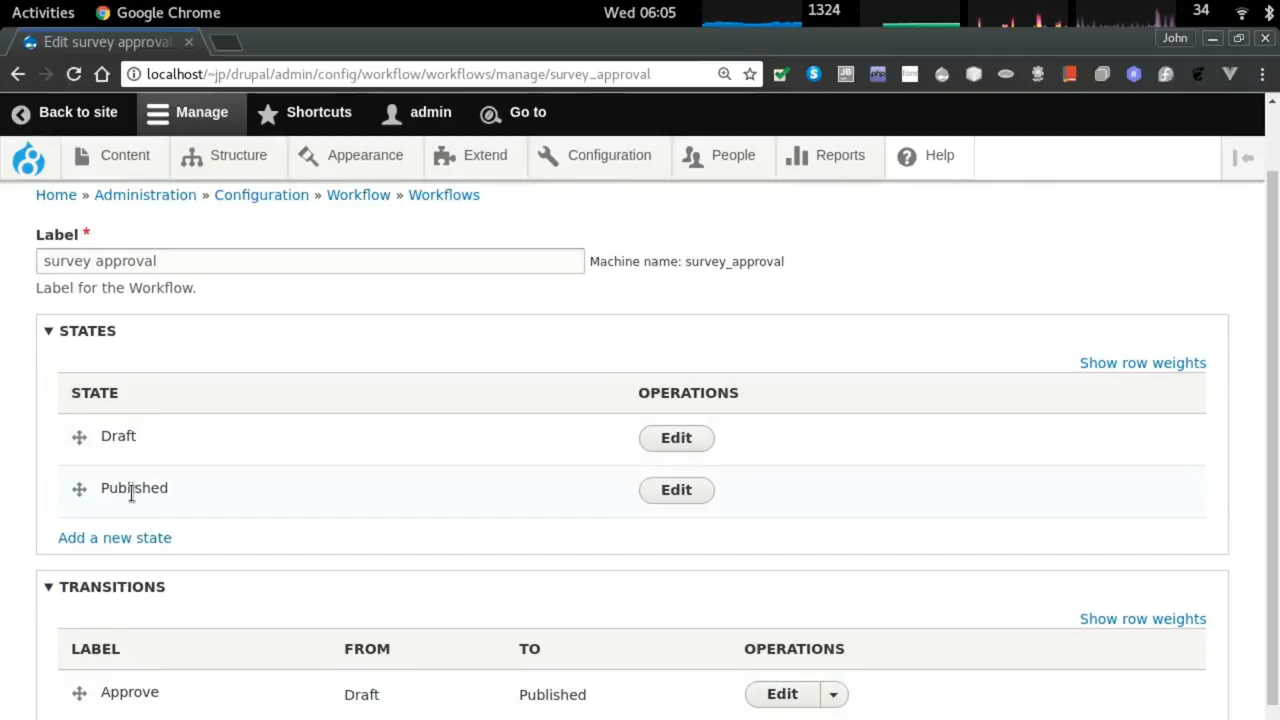 Activities Google Chrome Wed 06:05 1324 34
Edit survey approval John
localhost/~jp/drupal/admin/config/workflow/workflows/manage/survey_approval
Back to site Manage Shortcuts admin Go to
Content Structure Appearance Extend Configuration People Reports Help
Home » Administration » Configuration » Workflow » Workflows
Label *
survey approval Machine name: survey_approval
Label for the Workflow.
STATES
Show row weights
STATE OPERATIONS
Draft Edit
Published Edit
Add a new state
TRANSITIONS
Show row weights
LABEL FROM TO OPERATIONS
Approve Draft Published Edit